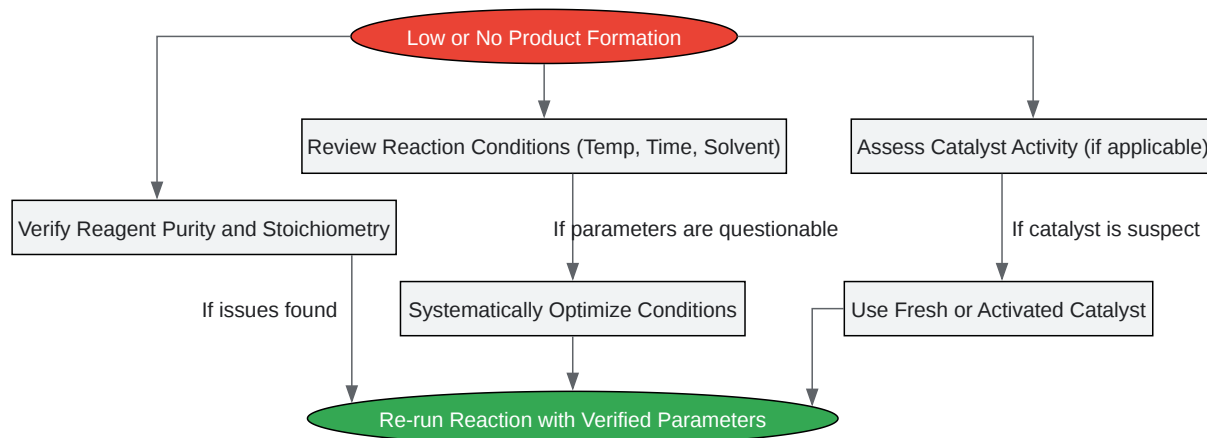 Low or No Product Formation
Review Reaction Conditions (Temp, Time, Solvent)
Assess Catalyst Activity (if applicable)
Verify Reagent Purity and Stoichiometry
If parameters are questionable
If catalyst is suspect
If issues found
Systematically Optimize Conditions
Use Fresh or Activated Catalyst
Re-run Reaction with Verified Parameters